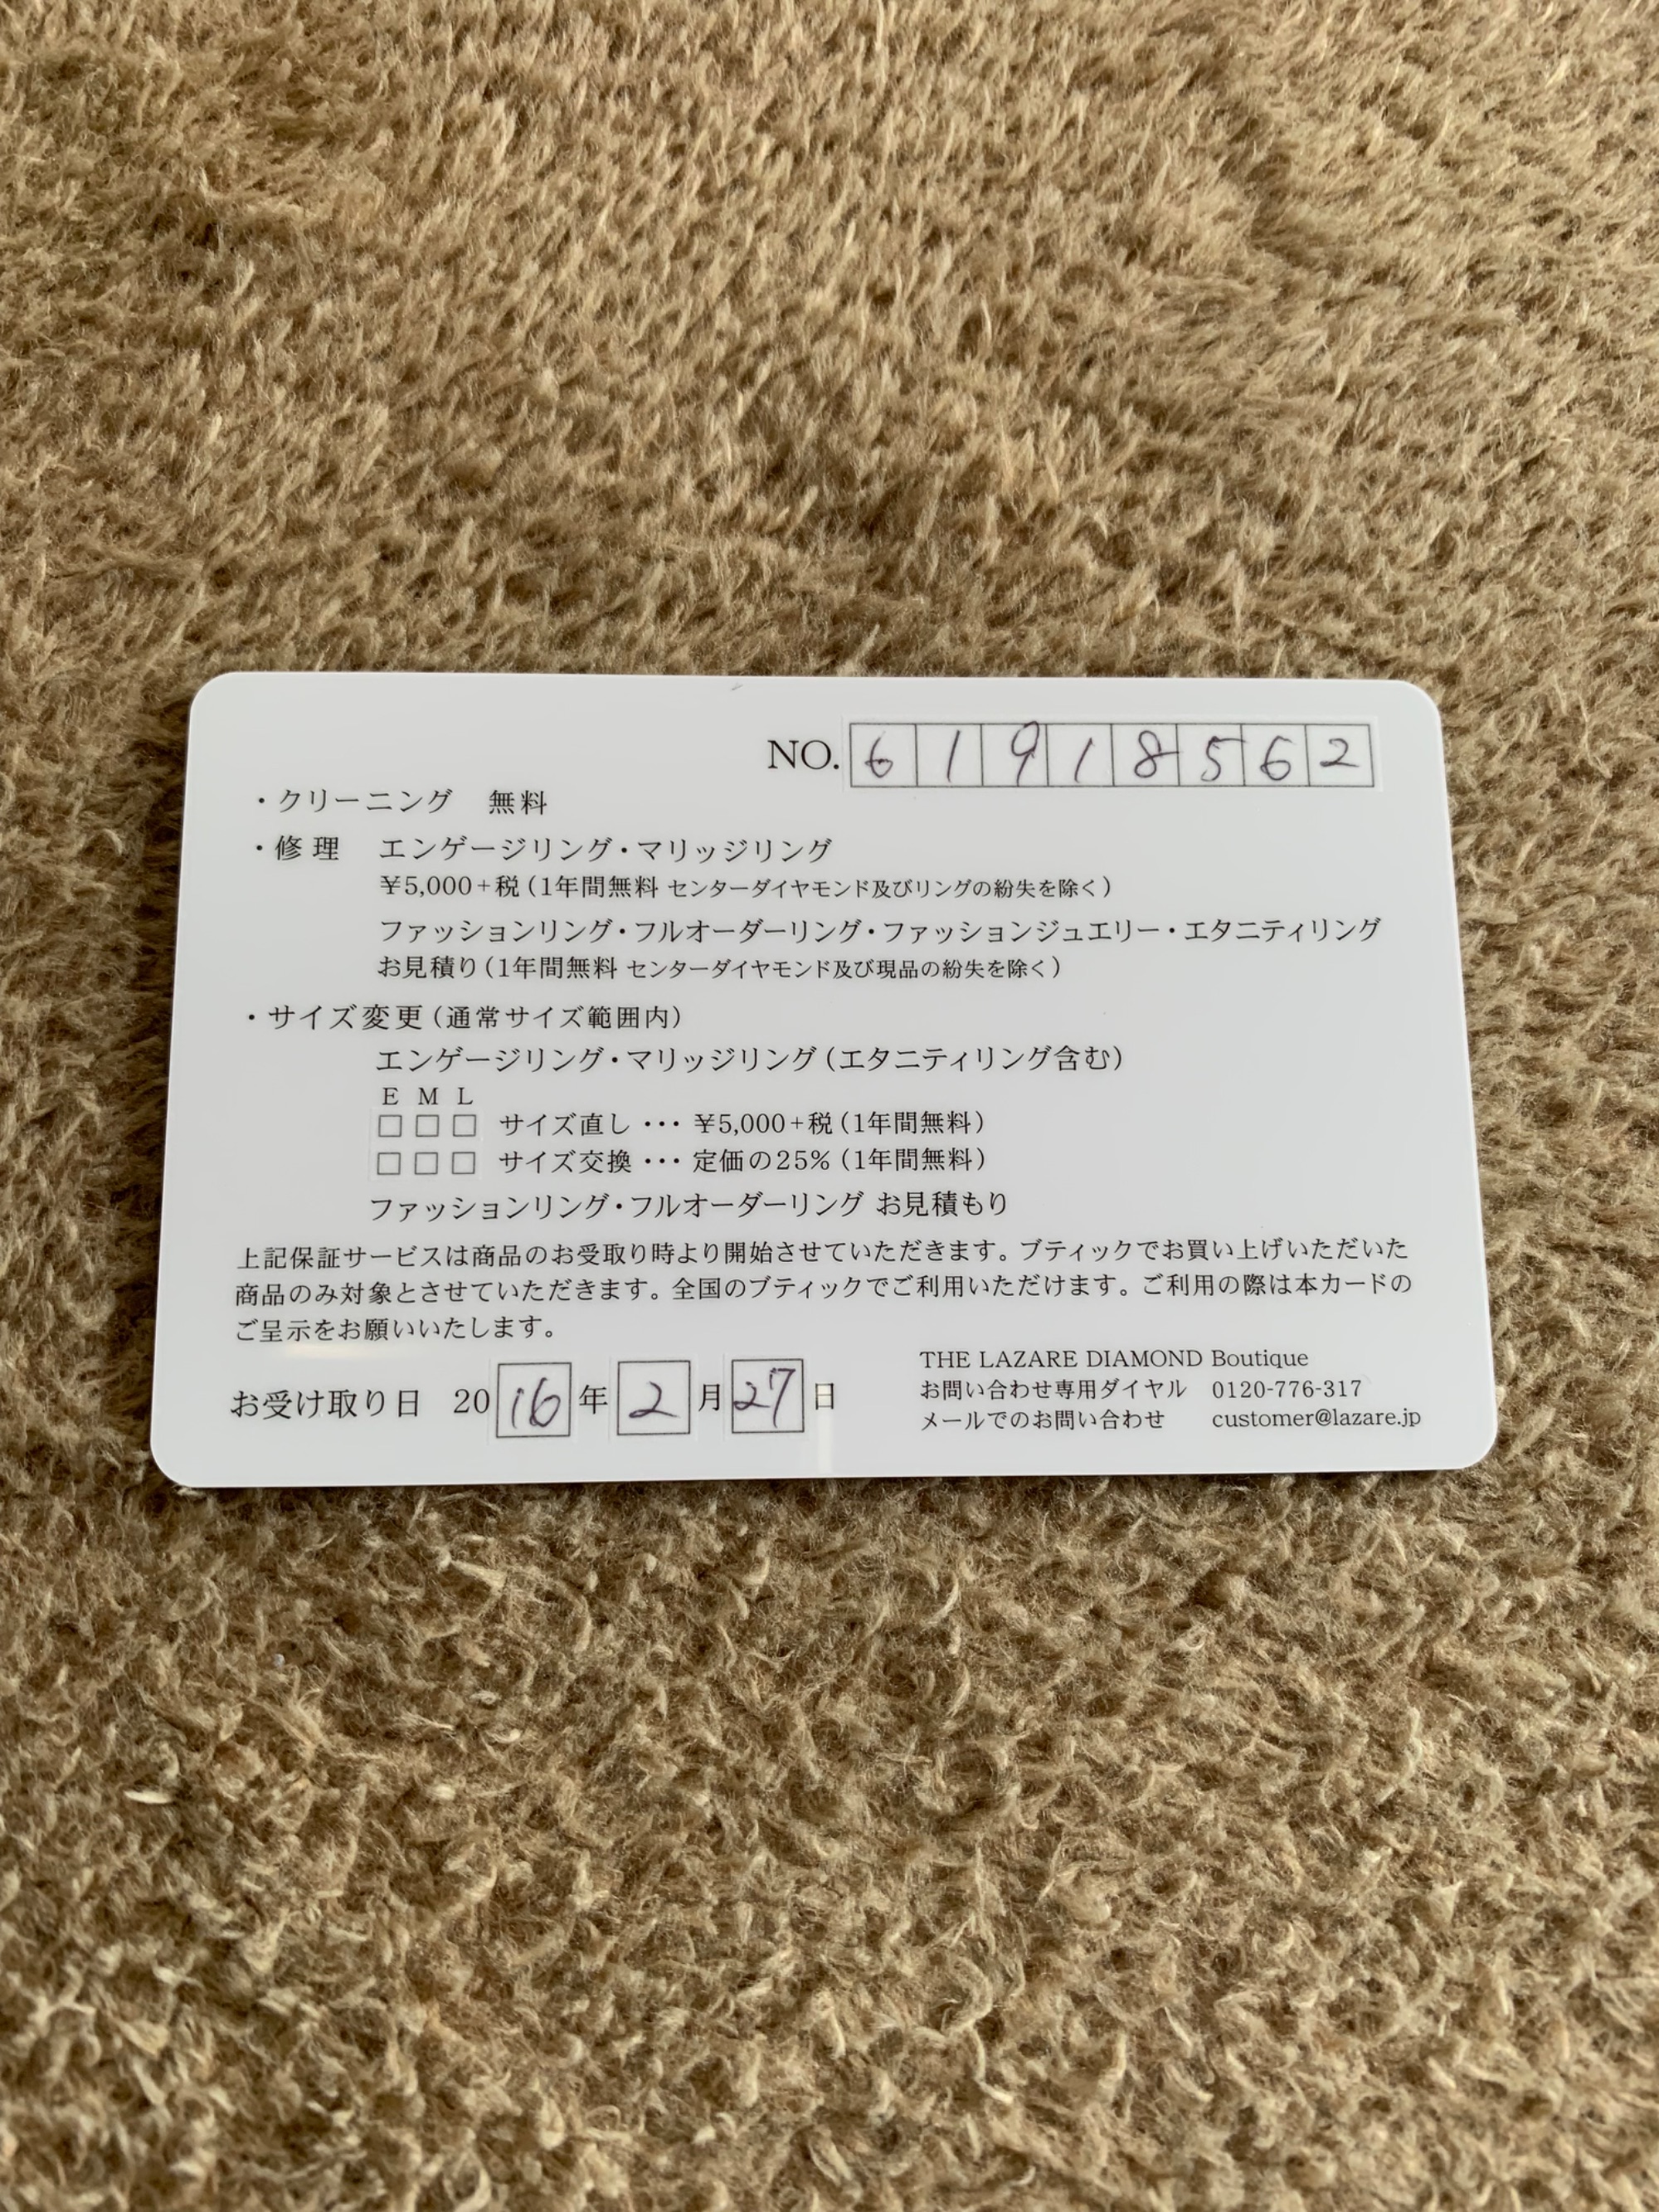 NO. 61918562
・クリーニング 無料
・修理 エンゲージリング・マリッジリング
¥5,000+税(1年間無料 センターダイヤモンド及びリングの紛失を除く)
ファッションリング・フルオーダーリング・ファッションジュエリー・エタニティリング
お見積り(1年間無料 センターダイヤモンド及び現品の紛失を除く)
・サイズ変更(通常サイズ範囲内)
エンゲージリング・マリッジリング(エタニティリング含む)
E M L
□ □ □ サイズ直し ・・・ ¥5,000+税(1年間無料)
□ □ □ サイズ交換 ・・・ 定価の25%(1年間無料)
ファッションリング・フルオーダーリング お見積もり
上記保証サービスは商品のお受取り時より開始させていただきます。ブティックでお買い上げいただいた
商品のみ対象とさせていただきます。全国のブティックでご利用いただけます。ご利用の際は本カードの
ご呈示をお願いいたします。
お受け取り日 2016年2月27日
THE LAZARE DIAMOND Boutique
お問い合わせ専用ダイヤル 0120-776-317
メールでのお問い合わせ customer@lazare.jp